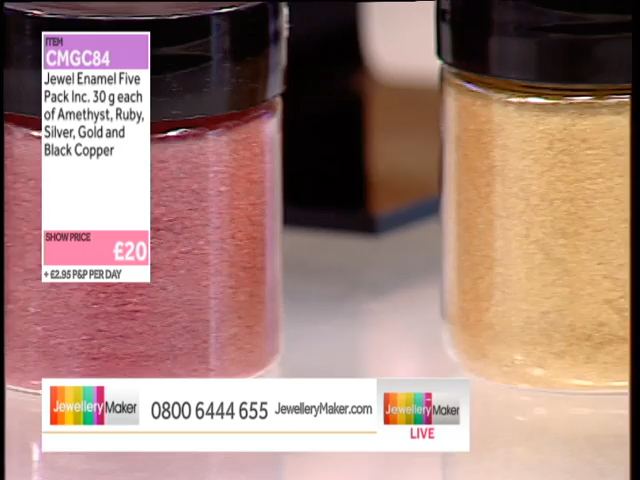 ITEM
CMGC84
Jewel Enamel Five
Pack Inc. 30 g each
of Amethyst, Ruby,
Silver, Gold and
Black Copper
SHOW PRICE
£20
+ £2.95 P&P PER DAY
JewelleryMaker 0800 6444 655 JewelleryMaker.com JewelleryMaker
LIVE